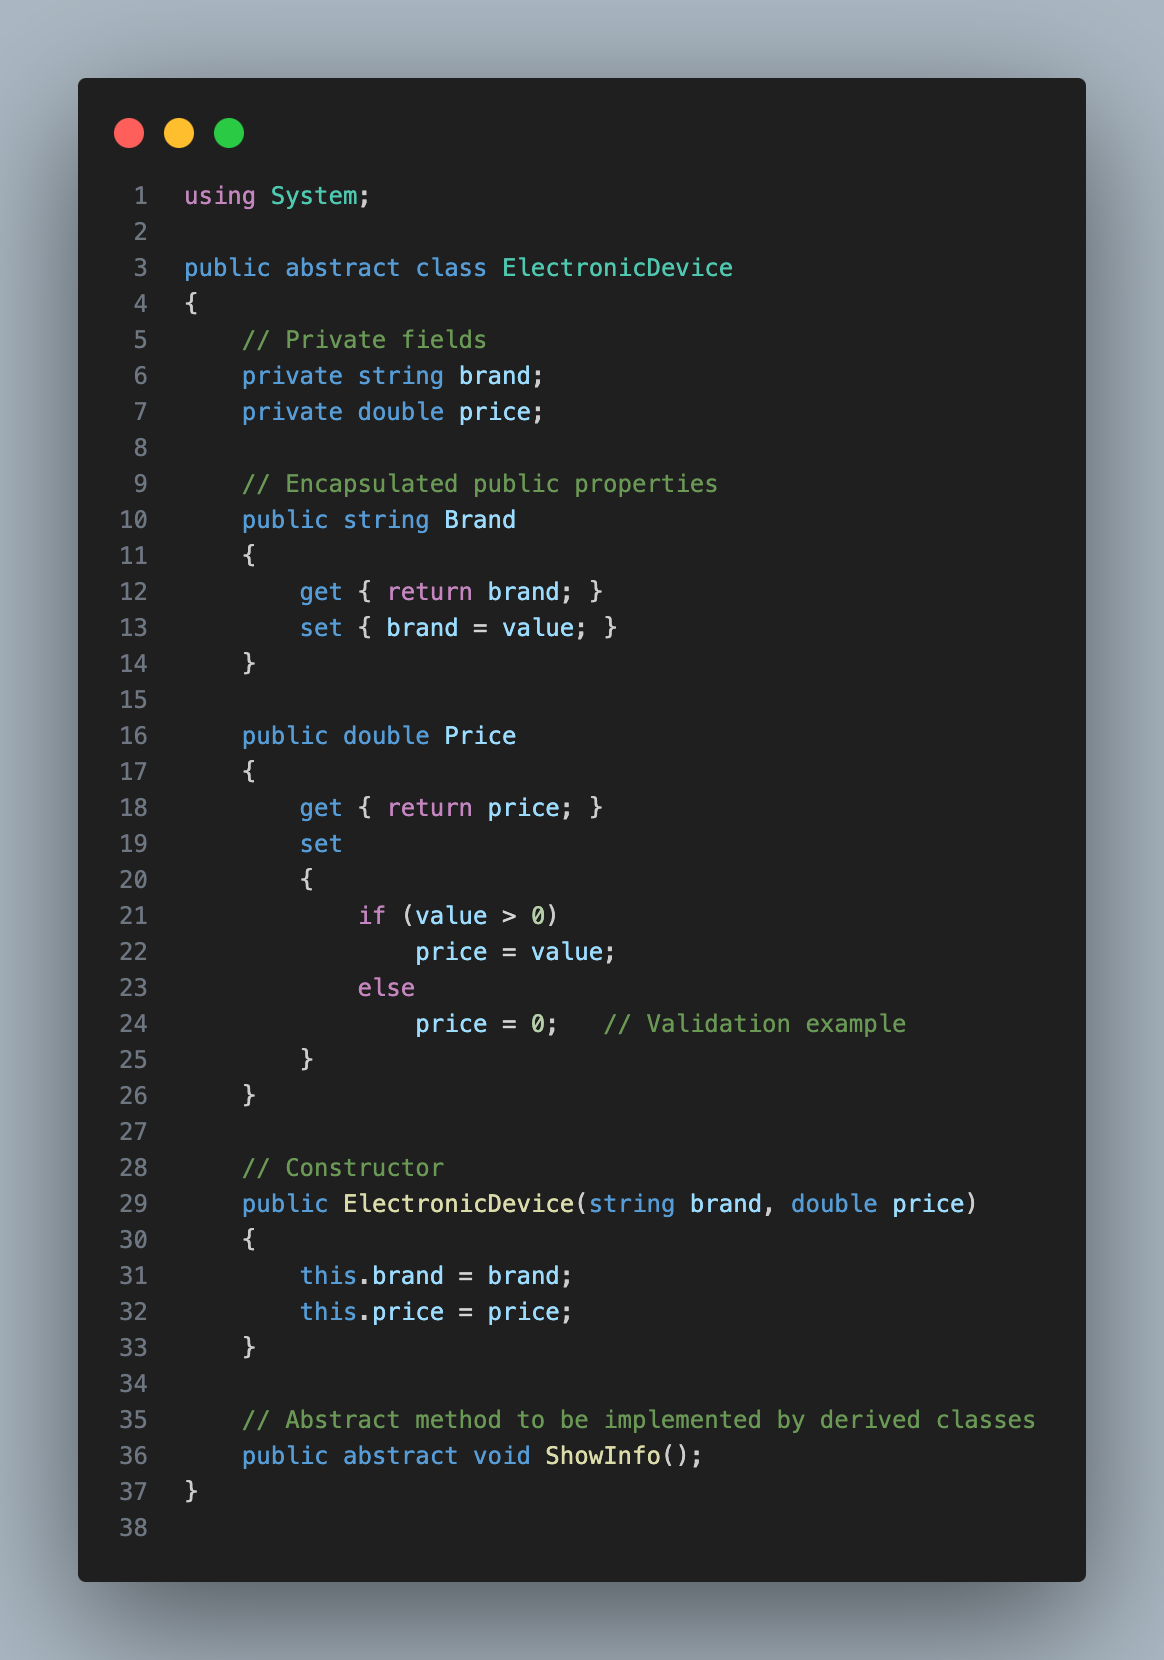 1 using System;
2
3 public abstract class ElectronicDevice
4 {
5     // Private fields
6     private string brand;
7     private double price;
8
9     // Encapsulated public properties
10     public string Brand
11     {
12         get { return brand; }
13         set { brand = value; }
14     }
15
16     public double Price
17     {
18         get { return price; }
19         set
20         {
21             if (value > 0)
22                 price = value;
23             else
24                 price = 0;   // Validation example
25         }
26     }
27
28     // Constructor
29     public ElectronicDevice(string brand, double price)
30     {
31         this.brand = brand;
32         this.price = price;
33     }
34
35     // Abstract method to be implemented by derived classes
36     public abstract void ShowInfo();
37 }
38